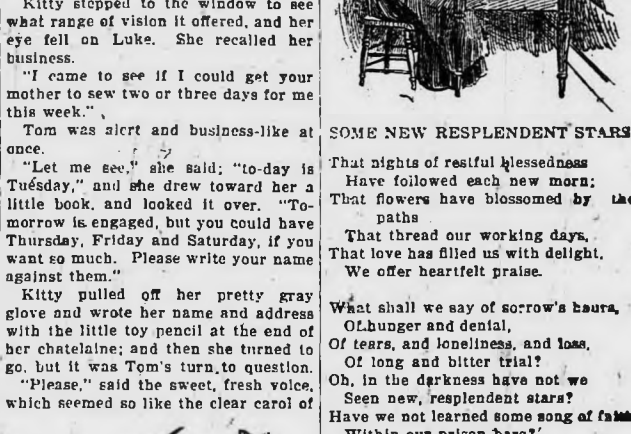 Kitty stepped to the window to see
what range of vision it offered, and her
eye fell on Luke. She recalled her
business.
"I came to see if I could get your
mother to sew two or three days for me
this week."
Tom was alert and business-like at
once.
"Let me see," she said; "to-day is
Tuesday," and she drew toward her a
little book, and looked it over. "To-
morrow is engaged, but you could have
Thursday, Friday and Saturday, if you
want so much. Please write your name
against them."
Kitty pulled off her pretty gray
glove and wrote her name and address
with the little toy pencil at the end of
her chatelaine; and then she turned to
go, but it was Tom's turn to question.
"Please," said the sweet, fresh voice,
which seemed so like the clear carol of
SOME NEW RESPLENDENT STARS
That nights of restful blessedness
Have followed each new morn;
That flowers have blossomed by the
paths
That thread our working days,
That love has filled us with delight,
We offer heartfelt praise.
What shall we say of sorrow's hours,
Of hunger and denial,
Of tears, and loneliness, and loss,
Of long and bitter trial?
Oh, in the darkness have not we
Seen new, resplendent stars?
Have we not learned some song of faith
Within our prison bars?